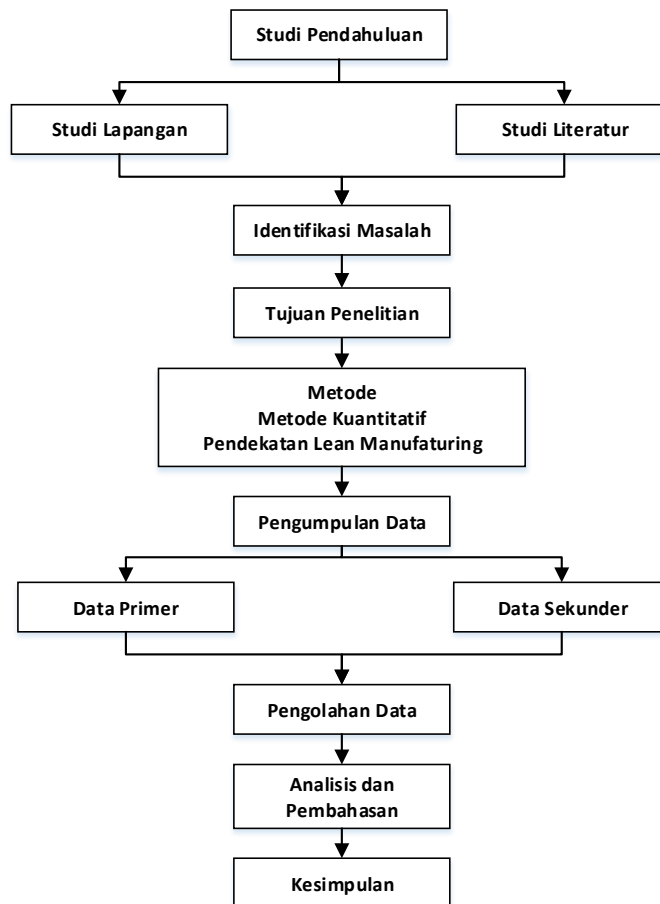 Studi Pendahuluan
Studi Lapangan
Studi Literatur
Identifikasi Masalah
Tujuan Penelitian
Metode
Metode Kuantitatif
Pendekatan Lean Manufaturing
Pengumpulan Data
Data Primer
Data Sekunder
Pengolahan Data
Analisis dan
Pembahasan
Kesimpulan